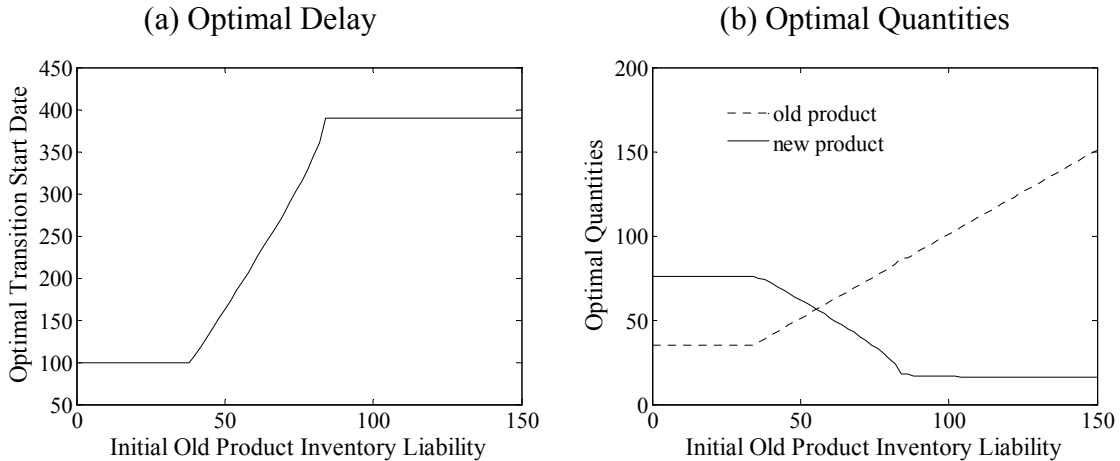 (a) Optimal Delay
450
400
350
300
250
200
150
100
50
0
50
100
150
Optimal Transition Start Date
Initial Old Product Inventory Liability
(b) Optimal Quantities
200
150
100
50
0
0
50
100
150
Optimal Quantities
old product
new product
Initial Old Product Inventory Liability